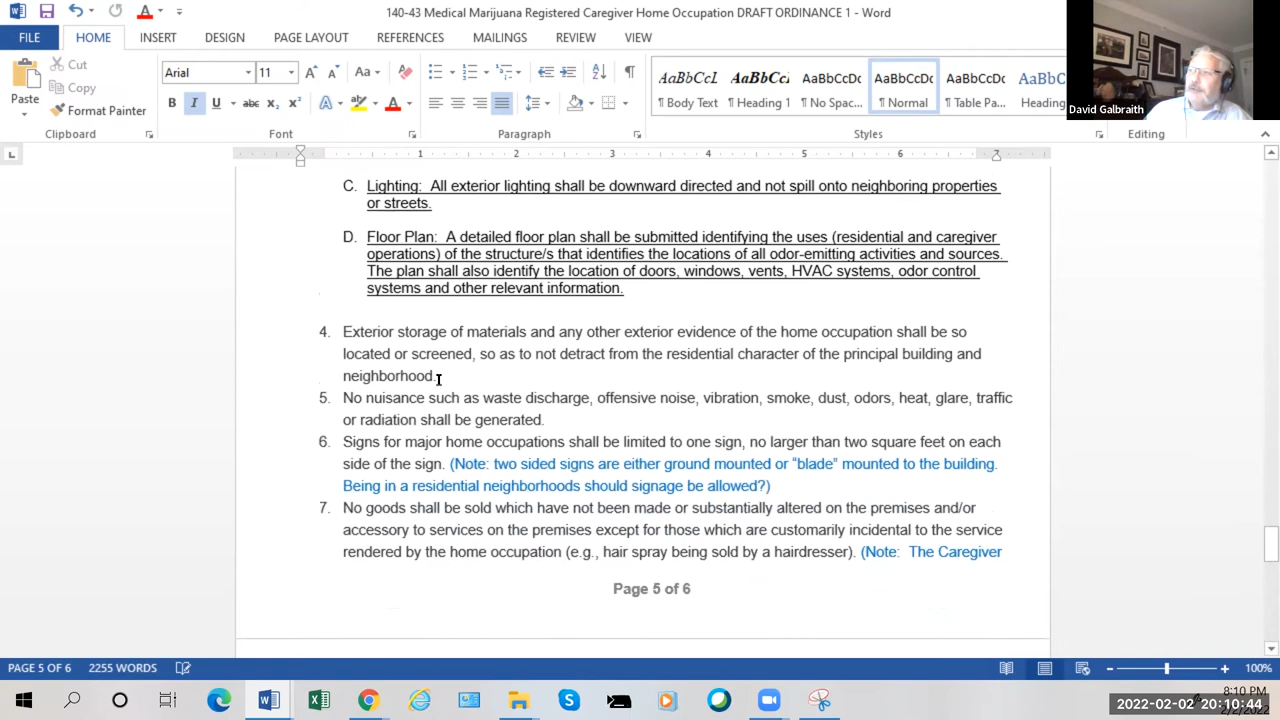 140-43 Medical Marijuana Registered Caregiver Home Occupation DRAFT ORDINANCE 1 - Word
FILE HOME INSERT DESIGN PAGE LAYOUT REFERENCES MAILINGS REVIEW VIEW
David Galbraith
Paste
Cut
Copy
Format Painter
Clipboard
Arial 11
Font
Paragraph
AaBbCcL AaBbCc AaBbCcDc AaBbCcDc AaBbCcDc AaBbC
¶ Body Text ¶ Heading ¶ No Spac... ¶ Normal ¶ Table Pa... Heading
Styles
Editing
1 2 3 4 5 6 7
C. Lighting: All exterior lighting shall be downward directed and not spill onto neighboring properties
or streets.
D. Floor Plan: A detailed floor plan shall be submitted identifying the uses (residential and caregiver
operations) of the structure/s that identifies the locations of all odor-emitting activities and sources.
The plan shall also identify the location of doors, windows, vents, HVAC systems, odor control
systems and other relevant information.
4. Exterior storage of materials and any other exterior evidence of the home occupation shall be so
located or screened, so as to not detract from the residential character of the principal building and
neighborhood.
5. No nuisance such as waste discharge, offensive noise, vibration, smoke, dust, odors, heat, glare, traffic
or radiation shall be generated.
6. Signs for major home occupations shall be limited to one sign, no larger than two square feet on each
side of the sign. (Note: two sided signs are either ground mounted or “blade” mounted to the building.
Being in a residential neighborhoods should signage be allowed?)
7. No goods shall be sold which have not been made or substantially altered on the premises and/or
accessory to services on the premises except for those which are customarily incidental to the service
rendered by the home occupation (e.g., hair spray being sold by a hairdresser). (Note: The Caregiver
Page 5 of 6
PAGE 5 OF 6 2255 WORDS 100%
8:10 PM
2/2/2022
2022-02-02 20:10:44